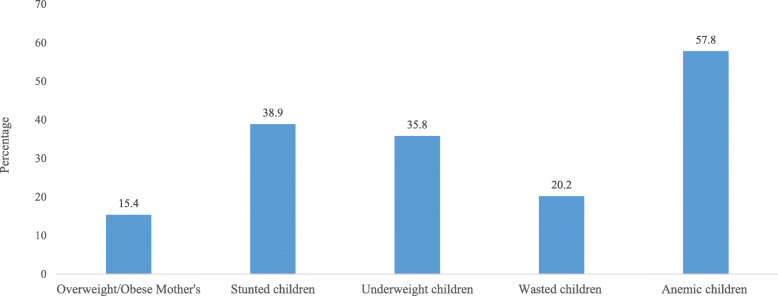 70
60
50
40
30
20
10
0
Percentage
15.4
38.9
35.8
20.2
57.8
Overweight/Obese Mother's
Stunted children
Underweight children
Wasted children
Anemic children